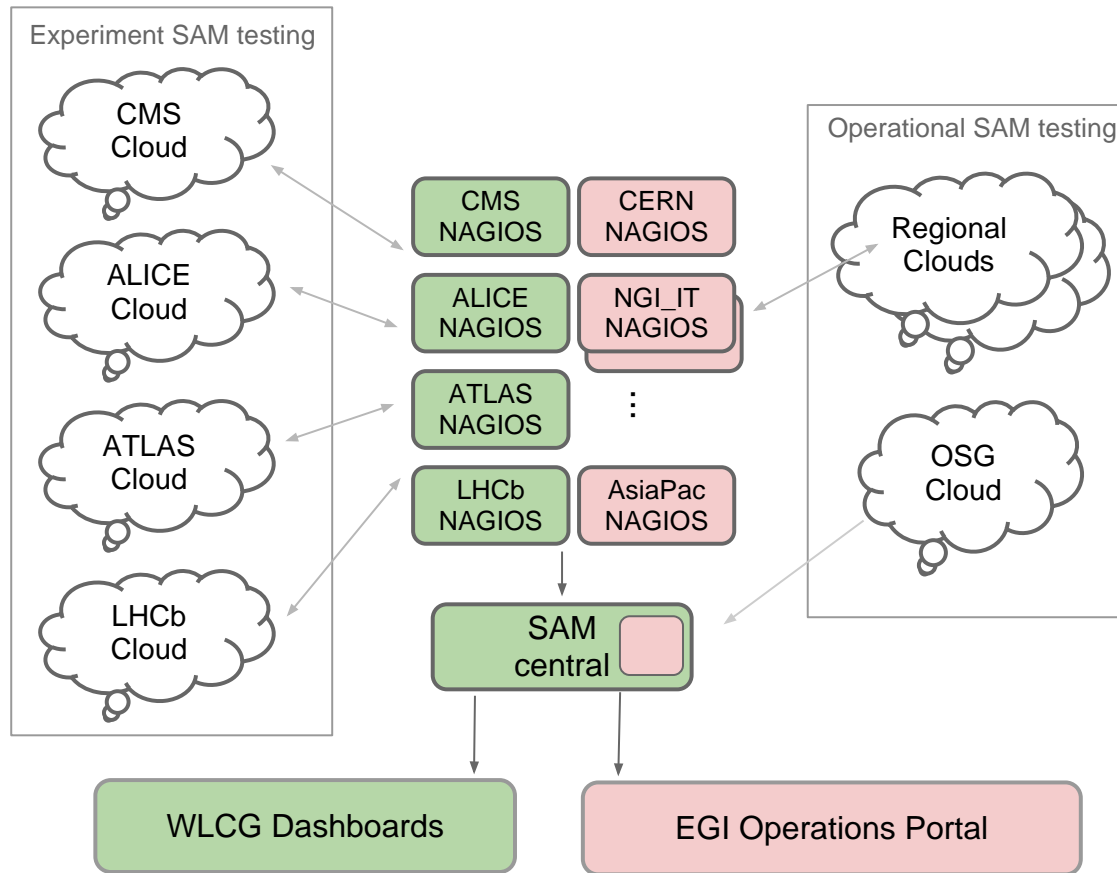 Experiment SAM testing
CMS
Cloud
ALICE
Cloud
ATLAS
Cloud
LHCb
Cloud
CMS
NAGIOS
CERN
NAGIOS
ALICE
NAGIOS
NGI_IT
NAGIOS
ATLAS
NAGIOS
...
LHCb
NAGIOS
AsiaPac
NAGIOS
Operational SAM testing
Regional
Clouds
OSG
Cloud
SAM
central
WLCG Dashboards
EGI Operations Portal